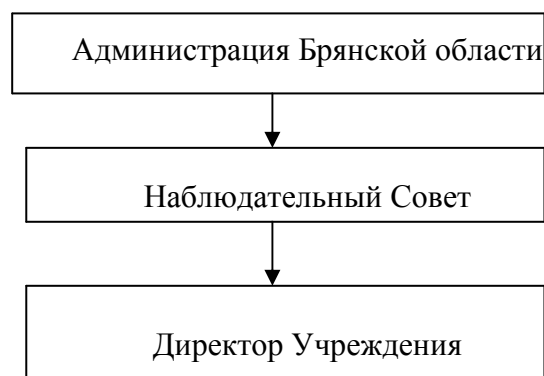 Администрация Брянской области
Наблюдательный Совет
Директор Учреждения